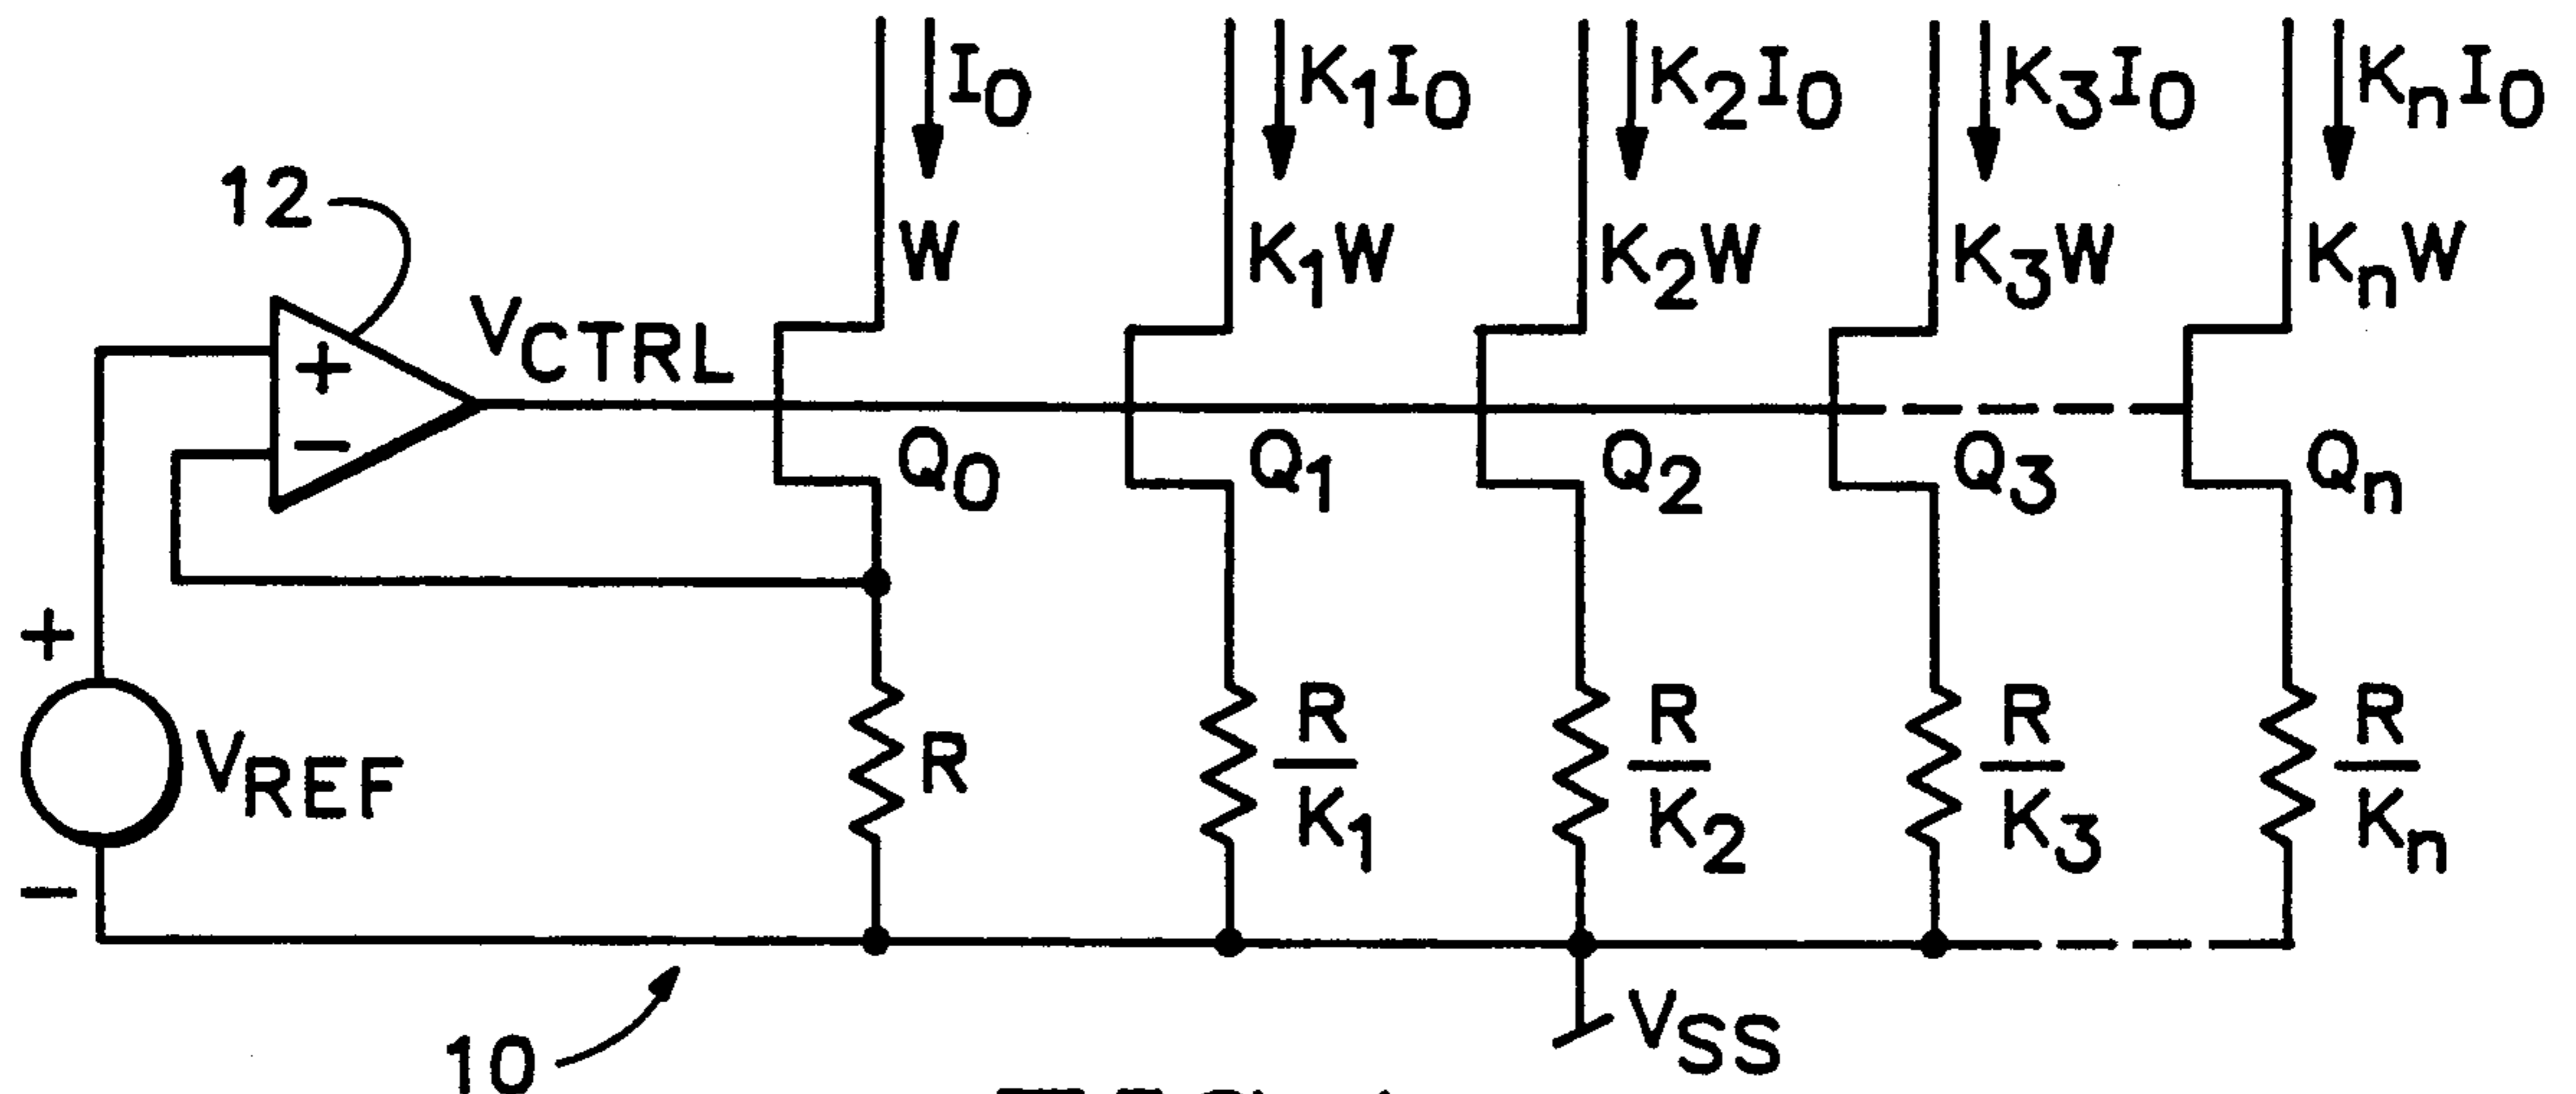 I0 K1I0 K2I0 K3I0 KnI0
12
W K1W K2W K3W KnW
VCTRL
+
−
Q0 Q1 Q2 Q3 Qn
+
VREF
−
R R/K1 R/K2 R/K3 R/Kn
10
VSS